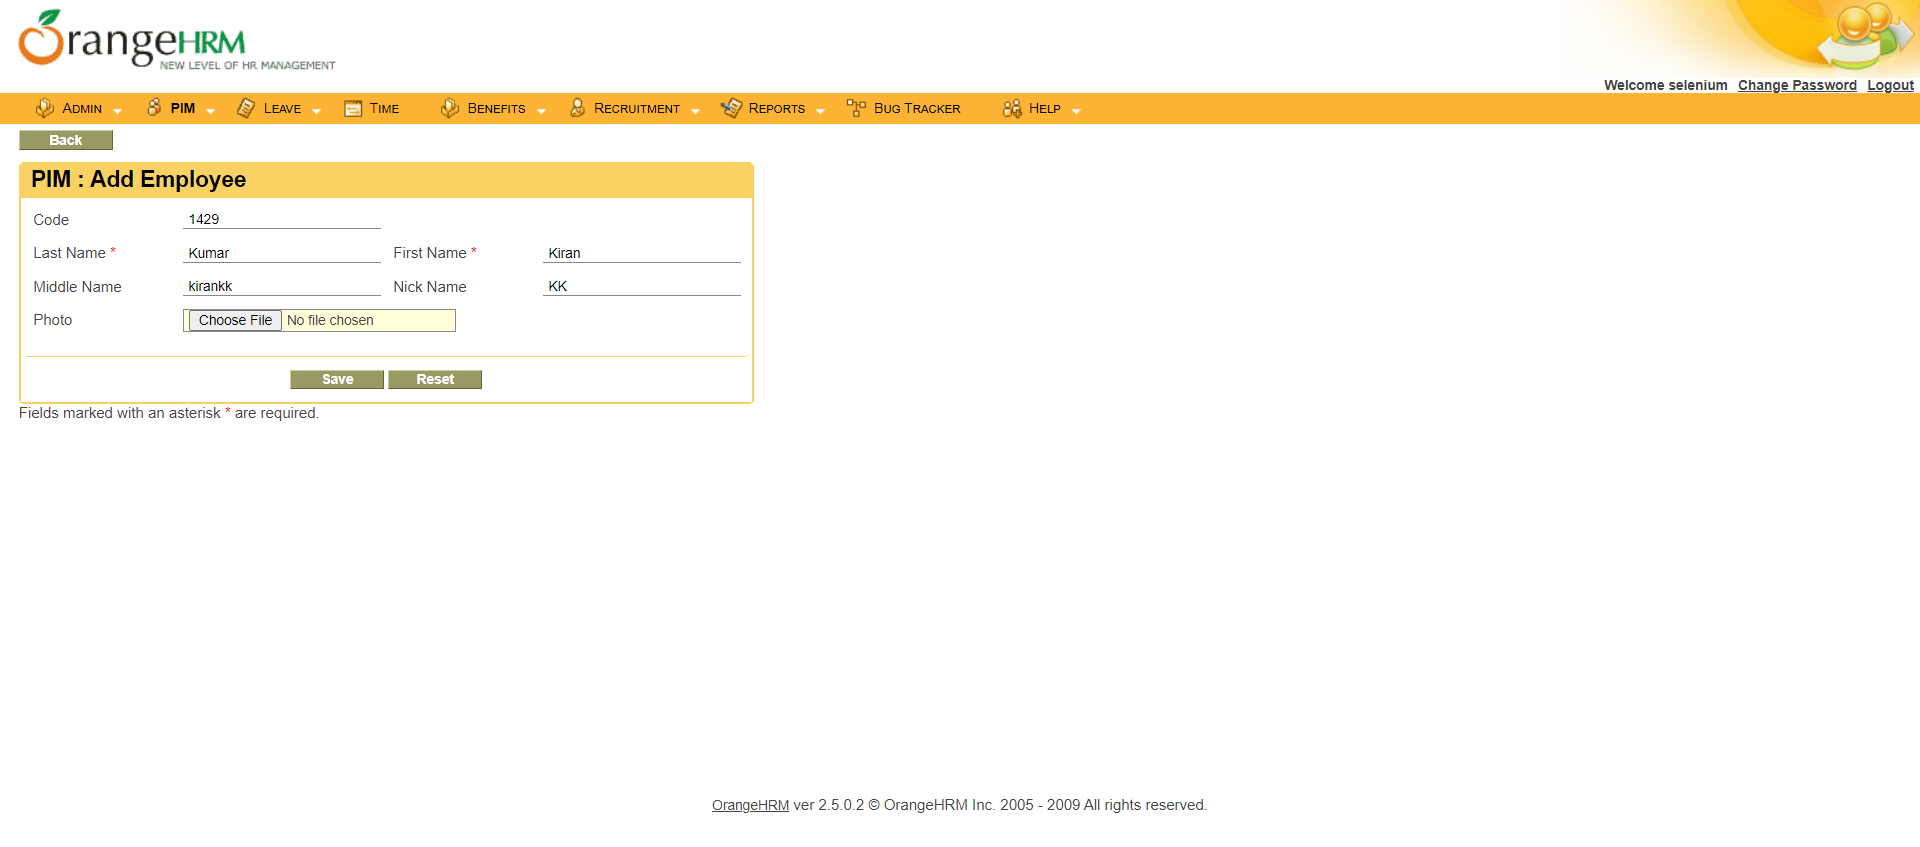 OrangeHRM
NEW LEVEL OF HR MANAGEMENT
Welcome selenium Change Password Logout
ADMIN PIM LEAVE TIME BENEFITS RECRUITMENT REPORTS BUG TRACKER HELP
Back
PIM : Add Employee
Code 1429
Last Name * Kumar First Name * Kiran
Middle Name kirankk Nick Name KK
Photo Choose File No file chosen
Save Reset
Fields marked with an asterisk * are required.
OrangeHRM ver 2.5.0.2 © OrangeHRM Inc. 2005 - 2009 All rights reserved.